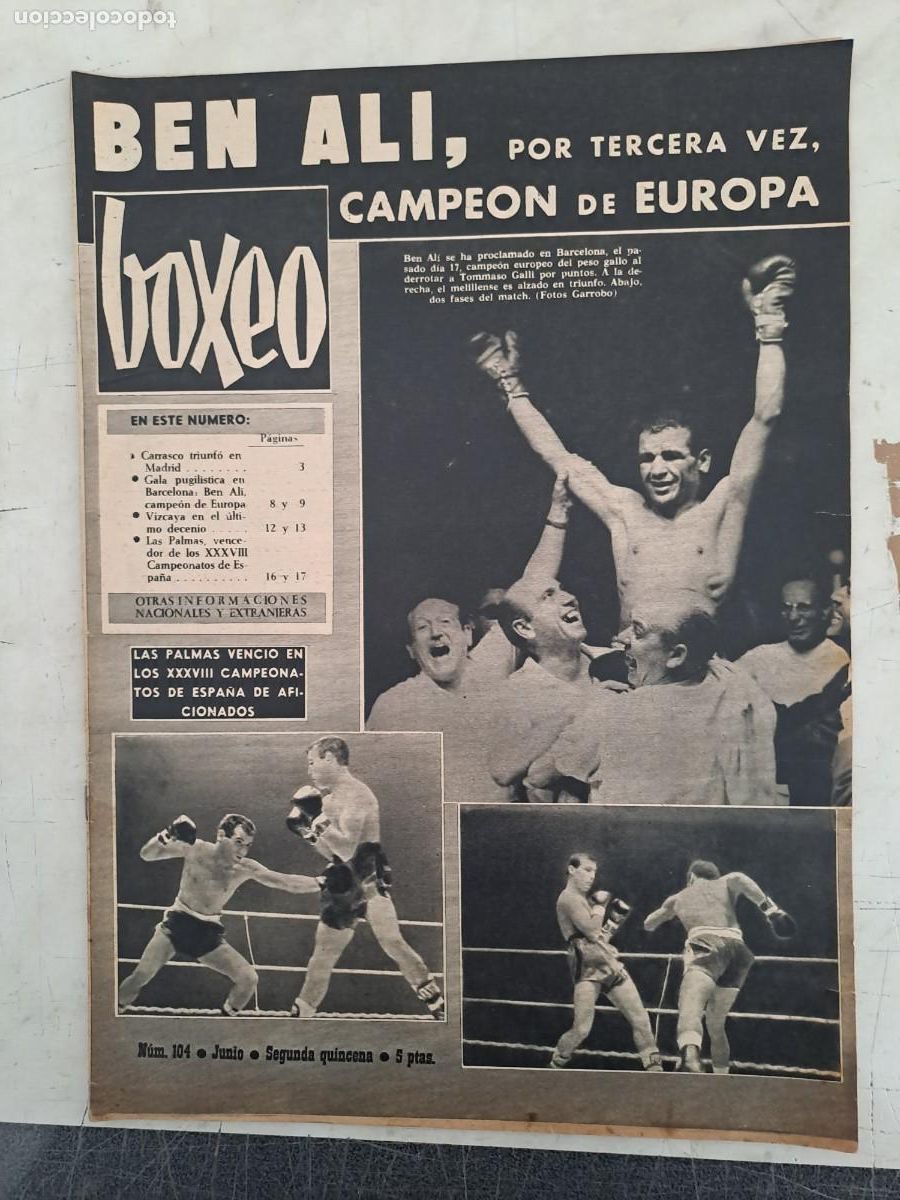 todocoleccion
BEN ALI, POR TERCERA VEZ,
CAMPEON DE EUROPA
boxeo
Ben Alí se ha proclamado en Barcelona, el pa-
sado día 17, campeón europeo del peso gallo al
derrotar a Tommaso Galli por puntos. A la de-
recha, el melillense es alzado en triunfo. Abajo,
dos fases del match. (Fotos Garrobo)
EN ESTE NUMERO:
Páginas
Carrasco triunfó en
Madrid ........ 3
● Gala pugilística en
Barcelona: Ben Alí,
campeón de Europa 8 y 9
● Vizcaya en el últi-
mo decenio .... 12 y 13
● Las Palmas, vence-
dor de los XXXVIII
Campeonatos de Es-
paña .......... 16 y 17
OTRAS INFORMACIONES
NACIONALES Y EXTRANJERAS
LAS PALMAS VENCIO EN
LOS XXXVIII CAMPEONA-
TOS DE ESPAÑA DE AFI-
CIONADOS
Núm. 104 ● Junio ● Segunda quincena ● 5 ptas.